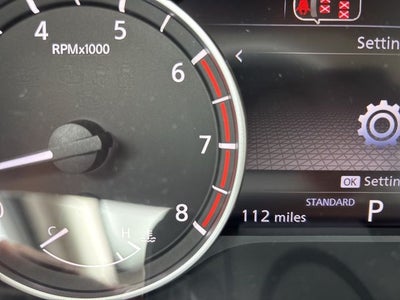 4
5
RPMx1000
6
7
8
C
H
Settin
OK Settin
STANDARD
P
112 miles